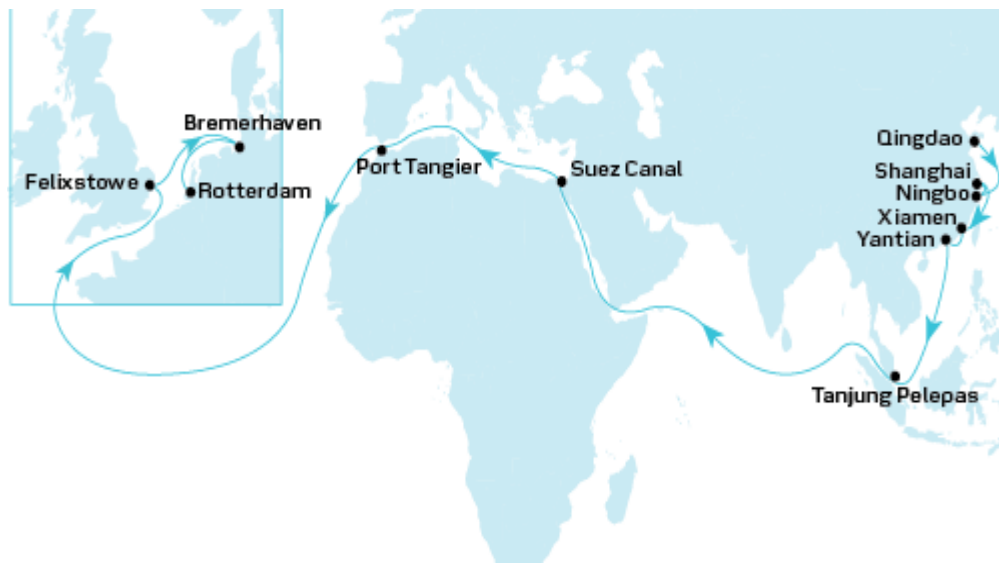 Bremerhaven
Felixstowe
Rotterdam
Port Tangier
Suez Canal
Qingdao
Shanghai
Ningbo
Xiamen
Yantian
Tanjung Pelepas